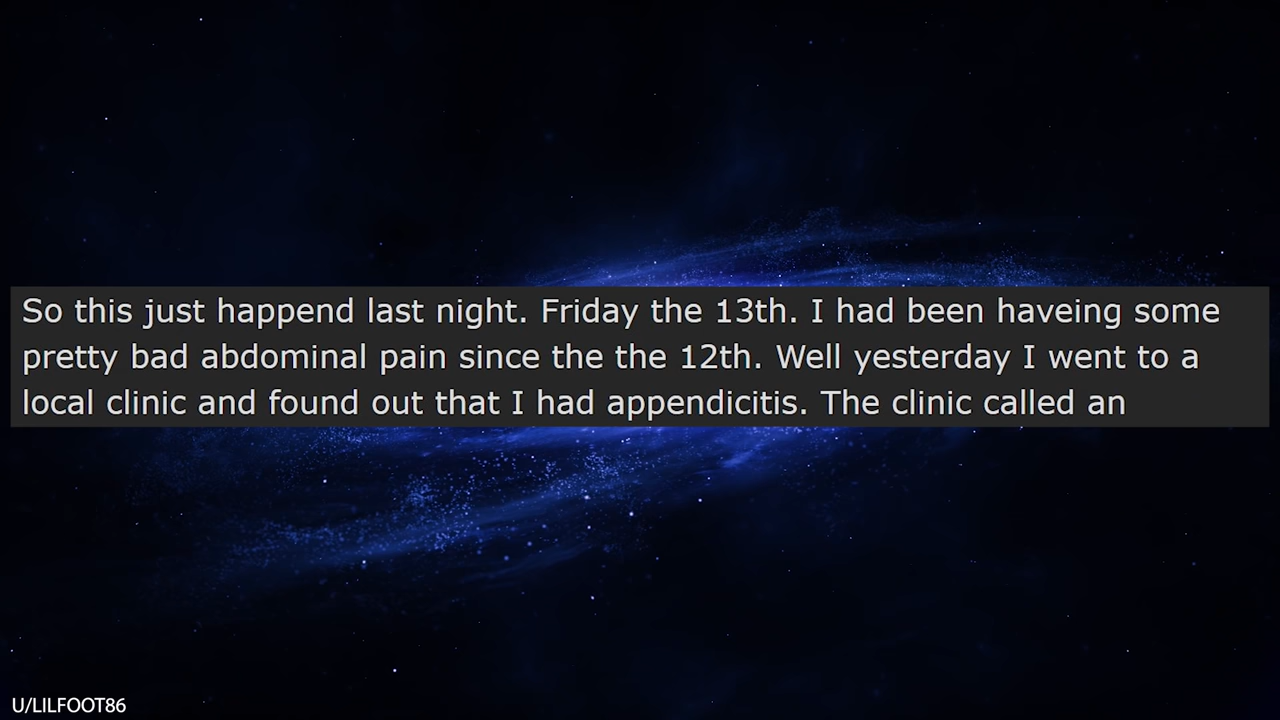 So this just happend last night. Friday the 13th. I had been haveing some
pretty bad abdominal pain since the the 12th. Well yesterday I went to a
local clinic and found out that I had appendicitis. The clinic called an
U/LILFOOT86